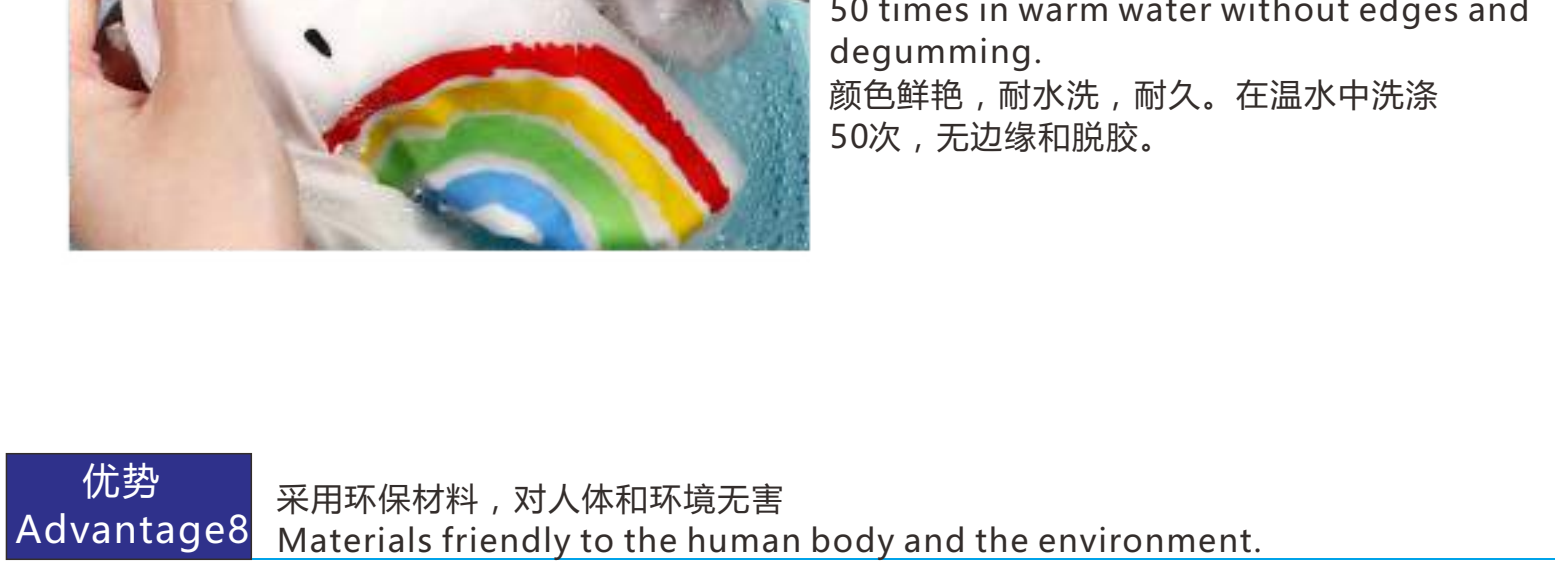 50 times in warm water without edges and
degumming.
颜色鲜艳，耐水洗，耐久。在温水中洗涤
50次，无边缘和脱胶。
优势
Advantage8
采用环保材料，对人体和环境无害
Materials friendly to the human body and the environment.